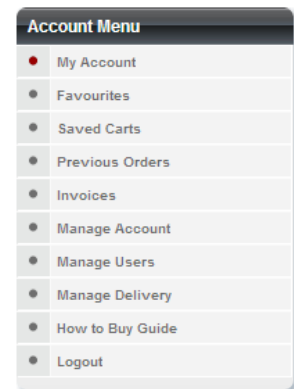 Account Menu
My Account
Favourites
Saved Carts
Previous Orders
Invoices
Manage Account
Manage Users
Manage Delivery
How to Buy Guide
Logout